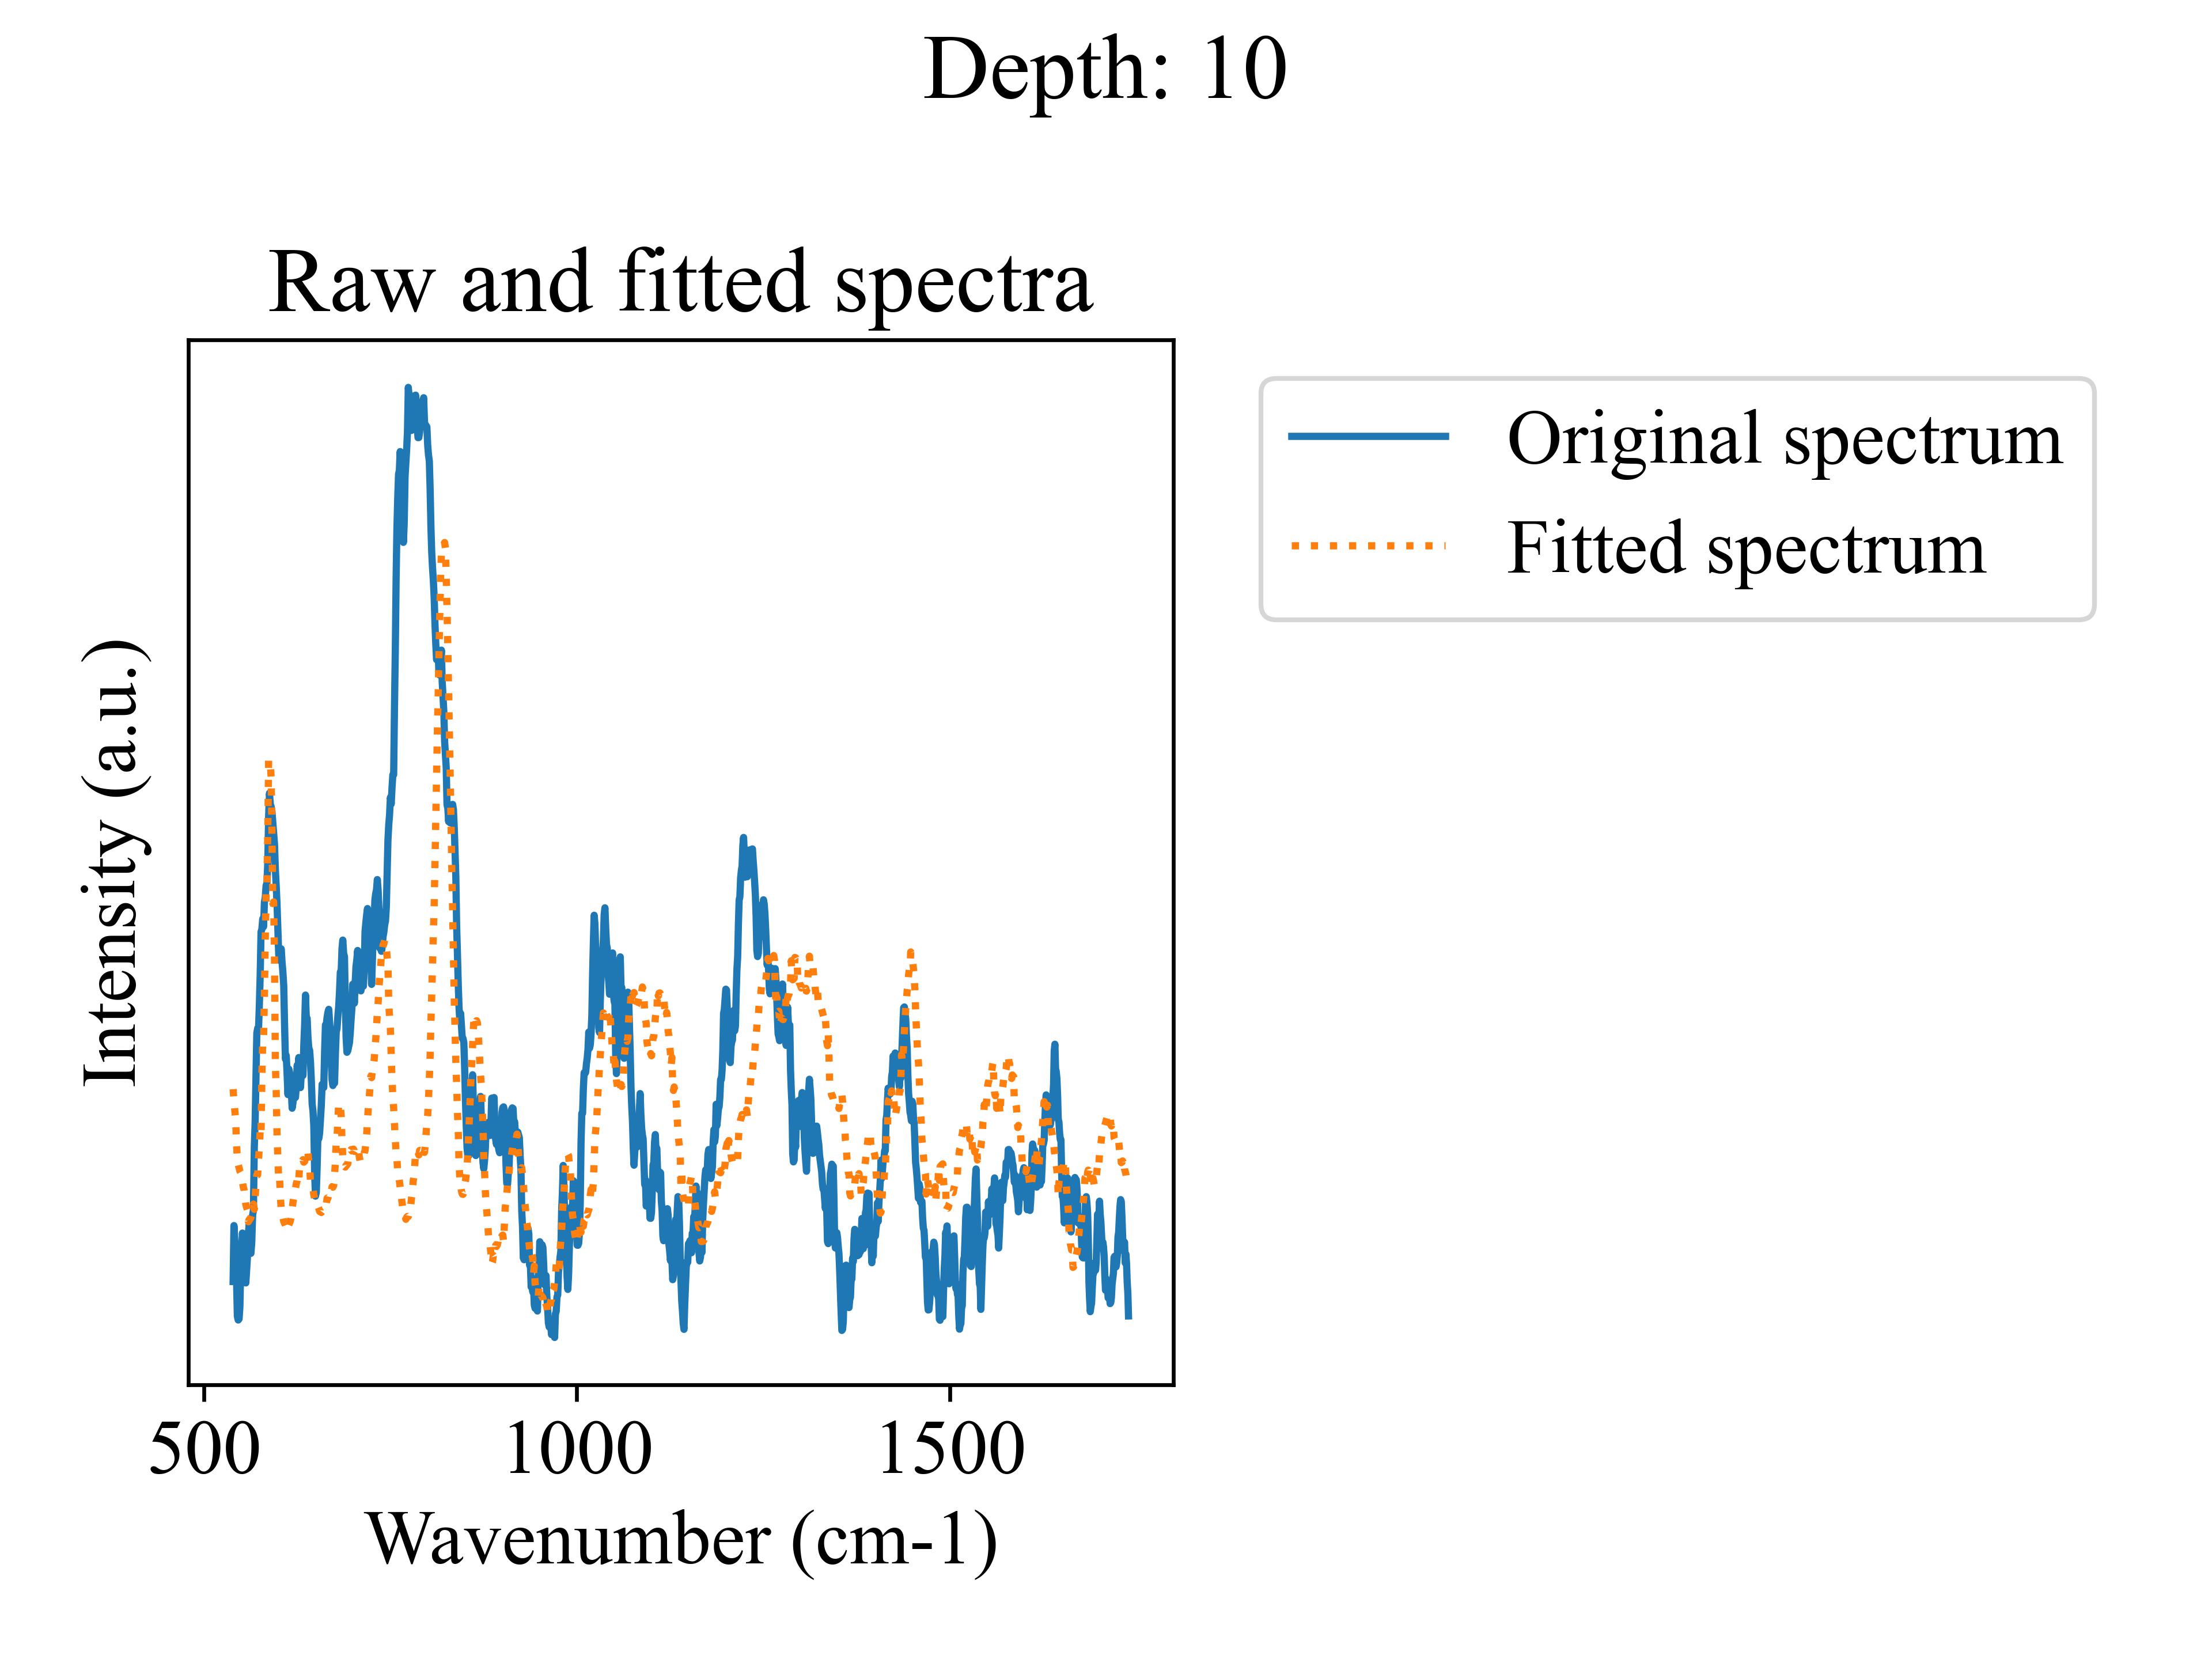 Depth: 10
Raw and fitted spectra
Original spectrum
Fitted spectrum
Intensity (a.u.)
500 1000 1500
Wavenumber (cm-1)